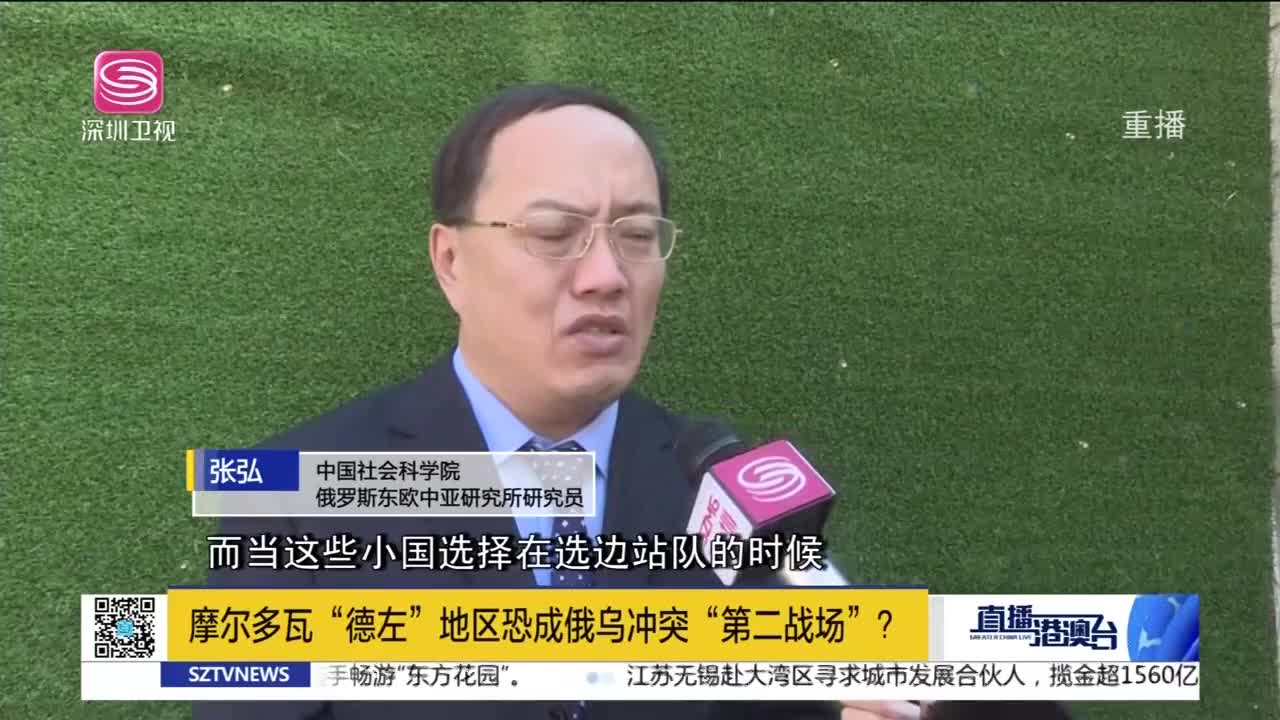 深圳卫视
重播
张弘
中国社会科学院
俄罗斯东欧中亚研究所研究员
SZMG
而当这些小国选择在选边站队的时候
摩尔多瓦“德左”地区恐成俄乌冲突“第二战场”？
直播港澳台
GREATER CHINA LIVE
SZTVNEWS
手畅游“东方花园”。
江苏无锡赴大湾区寻求城市发展合伙人，揽金超1560亿